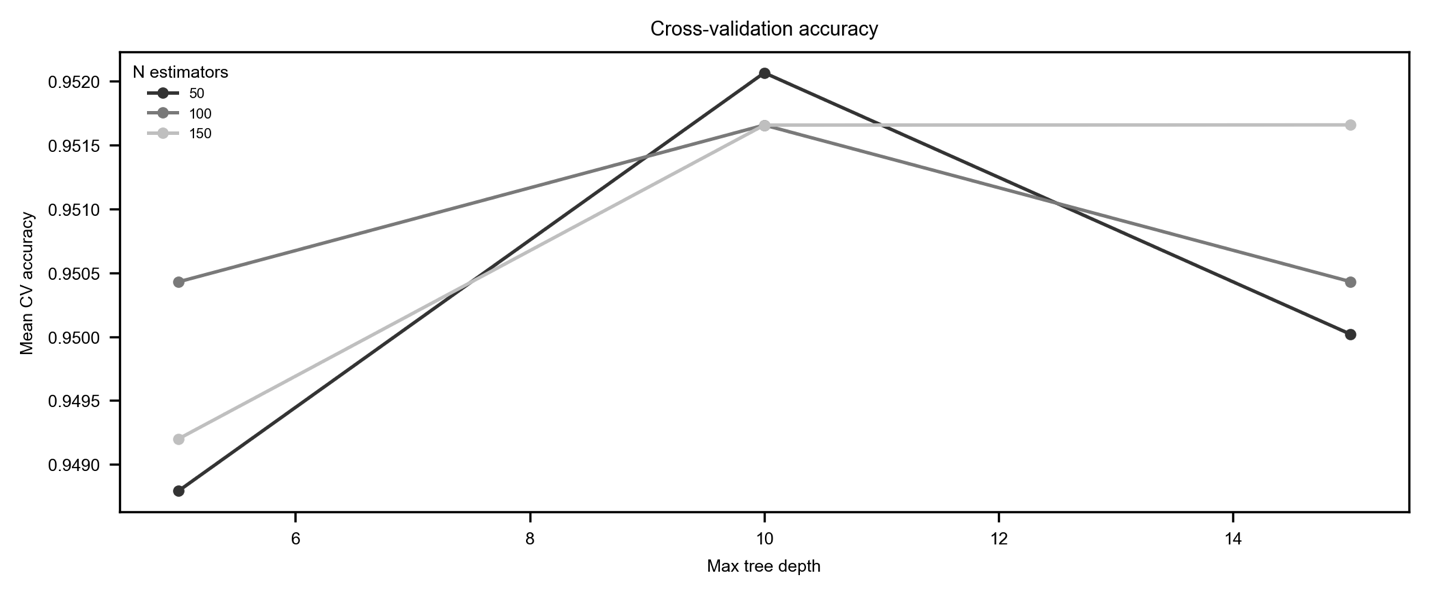 Cross-validation accuracy
N estimators
50
100
150
0.9520
0.9515
0.9510
0.9505
0.9500
0.9495
0.9490
Mean CV accuracy
6 8 10 12 14
Max tree depth